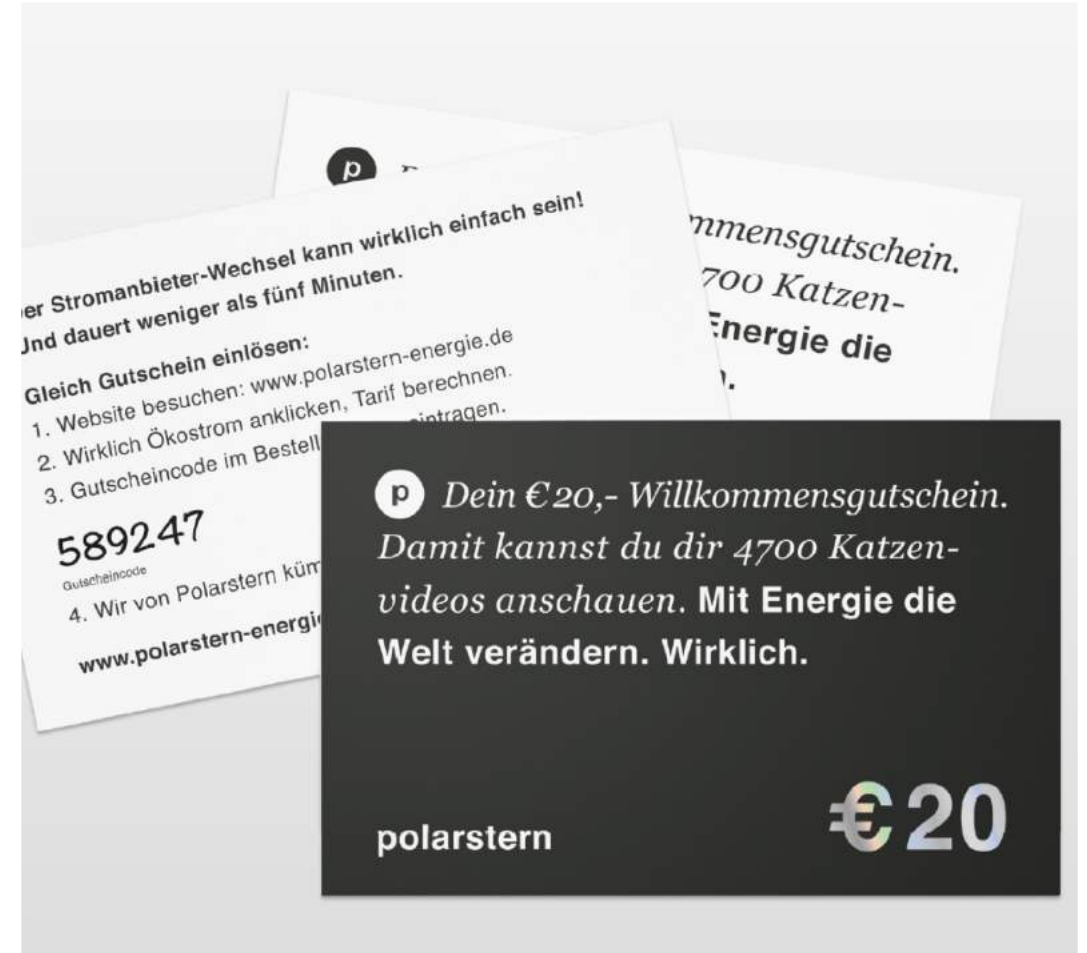 p
mmensgutschein.
700 Katzen-
Energie die
er Stromanbieter-Wechsel kann wirklich einfach sein!
Und dauert weniger als fünf Minuten.
Gleich Gutschein einlösen:
1. Website besuchen: www.polarstern-energie.de
2. Wirklich Ökostrom anklicken, Tarif berechnen.
3. Gutscheincode im Bestell eintragen.
589247
Gutscheincode
4. Wir von Polarstern küm
www.polarstern-energie
p Dein €20,- Willkommensgutschein.
Damit kannst du dir 4700 Katzen-
videos anschauen. Mit Energie die
Welt verändern. Wirklich.
€20
polarstern